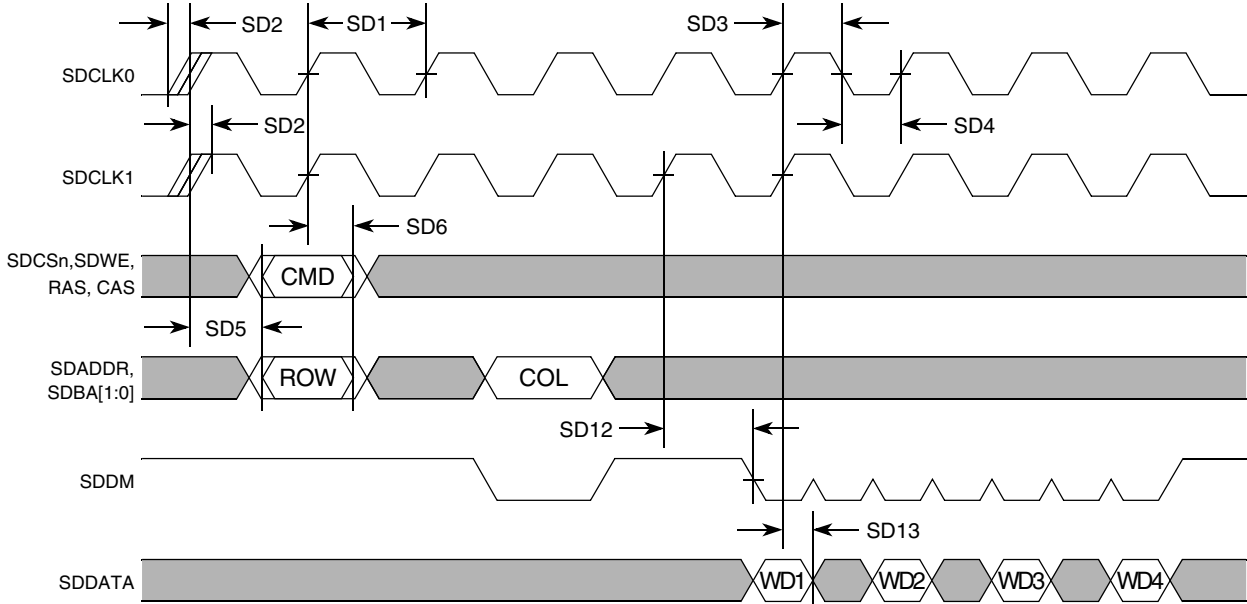 SD2
SD1
SD3
SDCLK0
SD2
SD4
SDCLK1
SD6
SDCSn,SDWE,
RAS, CAS
CMD
SD5
SDADDR,
SDBA[1:0]
ROW
COL
SD12
SDDM
SD13
SDDATA
WD1
WD2
WD3
WD4